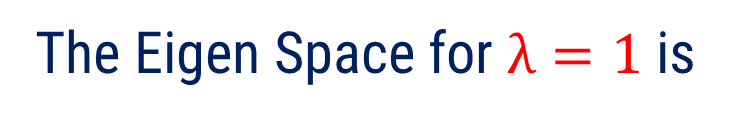 The Eigen Space for λ = 1 is